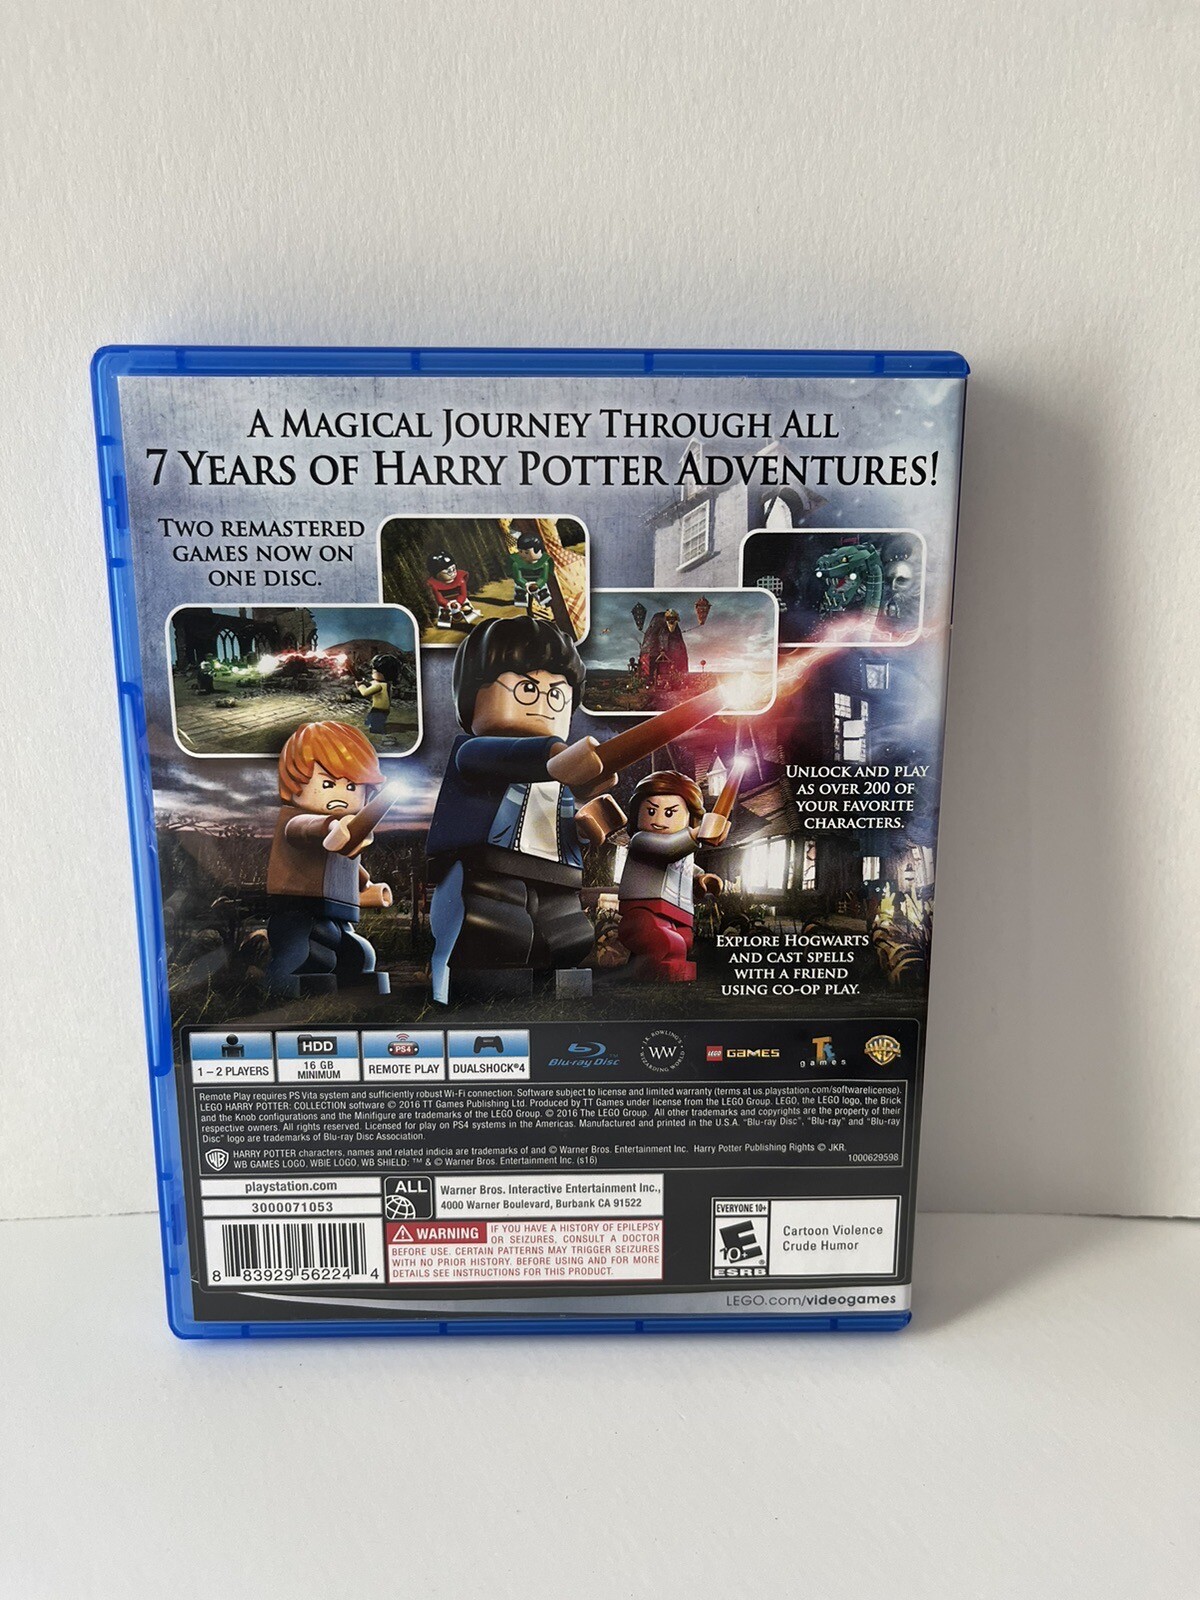 A MAGICAL JOURNEY THROUGH ALL
7 YEARS OF HARRY POTTER ADVENTURES!
TWO REMASTERED
GAMES NOW ON
ONE DISC.
UNLOCK AND PLAY
AS OVER 200 OF
YOUR FAVORITE
CHARACTERS.
EXPLORE HOGWARTS
AND CAST SPELLS
WITH A FRIEND
USING CO-OP PLAY.
1 – 2 PLAYERS
HDD
16 GB
MINIMUM
PS4
REMOTE PLAY
DUALSHOCK®4
Blu-ray Disc
J.K. ROWLING'S
WW
WIZARDING WORLD
LEGO GAMES
Tt
games
WB
Remote Play requires PS Vita system and sufficiently robust Wi-Fi connection. Software subject to license and limited warranty (terms at us.playstation.com/softwarelicense).
LEGO HARRY POTTER: COLLECTION software © 2016 TT Games Publishing Ltd. Produced by TT Games under license from the LEGO Group. LEGO, the LEGO logo, the Brick
and the Knob configurations and the Minifigure are trademarks of the LEGO Group. © 2016 The LEGO Group. All other trademarks and copyrights are the property of their
respective owners. All rights reserved. Licensed for play on PS4 systems in the Americas. Manufactured and printed in the U.S.A. "Blu-ray Disc", "Blu-ray" and "Blu-ray
Disc" logo are trademarks of Blu-ray Disc Association.
WB
HARRY POTTER characters, names and related indicia are trademarks of and © Warner Bros. Entertainment Inc. Harry Potter Publishing Rights © JKR.
WB GAMES LOGO, WBIE LOGO, WB SHIELD: ™ & © Warner Bros. Entertainment Inc. (s16)
1000629598
playstation.com
3000071053
8 83929 56224 4
ALL
Warner Bros. Interactive Entertainment Inc.,
4000 Warner Boulevard, Burbank CA 91522
WARNING IF YOU HAVE A HISTORY OF EPILEPSY
OR SEIZURES, CONSULT A DOCTOR
BEFORE USE. CERTAIN PATTERNS MAY TRIGGER SEIZURES
WITH NO PRIOR HISTORY. BEFORE USING AND FOR MORE
DETAILS SEE INSTRUCTIONS FOR THIS PRODUCT.
EVERYONE 10+
E
10+
®
ESRB
Cartoon Violence
Crude Humor
LEGO.com/videogames